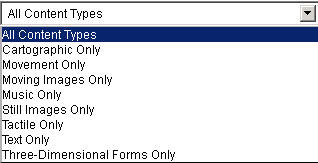 All Content Types
All Content Types
Cartographic Only
Movement Only
Moving Images Only
Music Only
Still Images Only
Tactile Only
Text Only
Three-Dimensional Forms Only